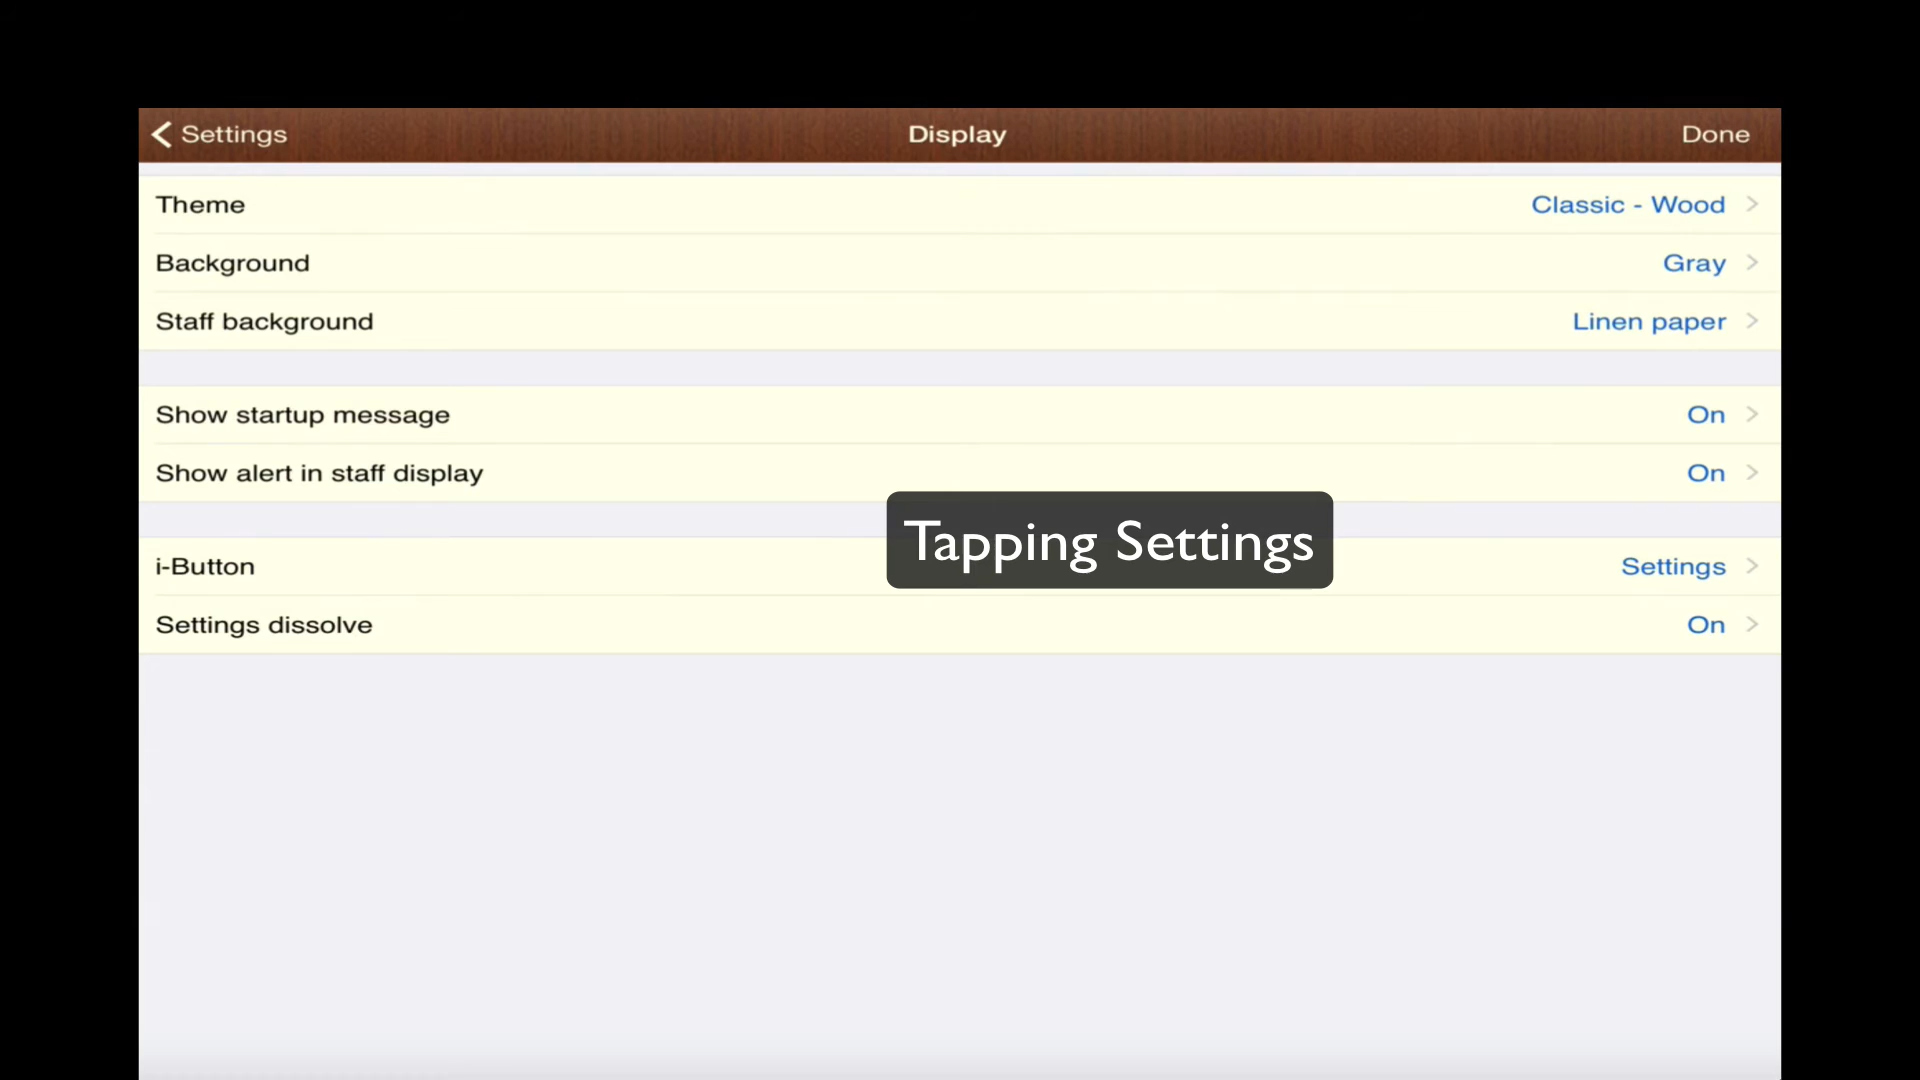 Settings
Display
Done
Theme
Classic - Wood
Background
Gray
Staff background
Linen paper
Show startup message
On
Show alert in staff display
On
Tapping Settings
i-Button
Settings
Settings dissolve
On